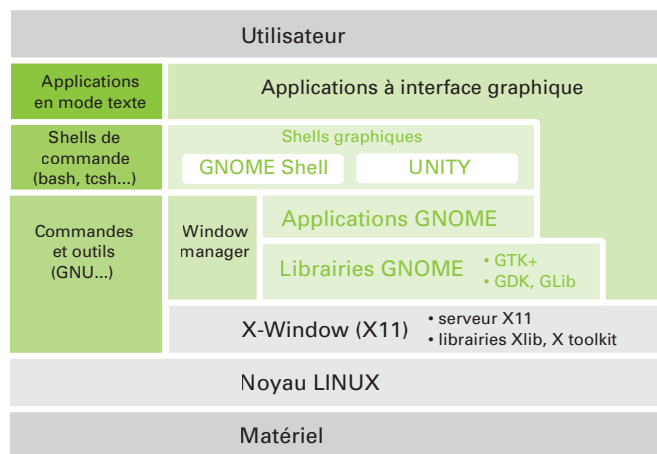 Utilisateur
Applications
en mode texte
Applications à interface graphique
Shells de
commande
(bash, tcsh...)
Shells graphiques
GNOME Shell
UNITY
Commandes
et outils
(GNU...)
Window
manager
Applications GNOME
Librairies GNOME
• GTK+
• GDK, GLib
X-Window (X11)
• serveur X11
• librairies Xlib, X toolkit
Noyau LINUX
Matériel